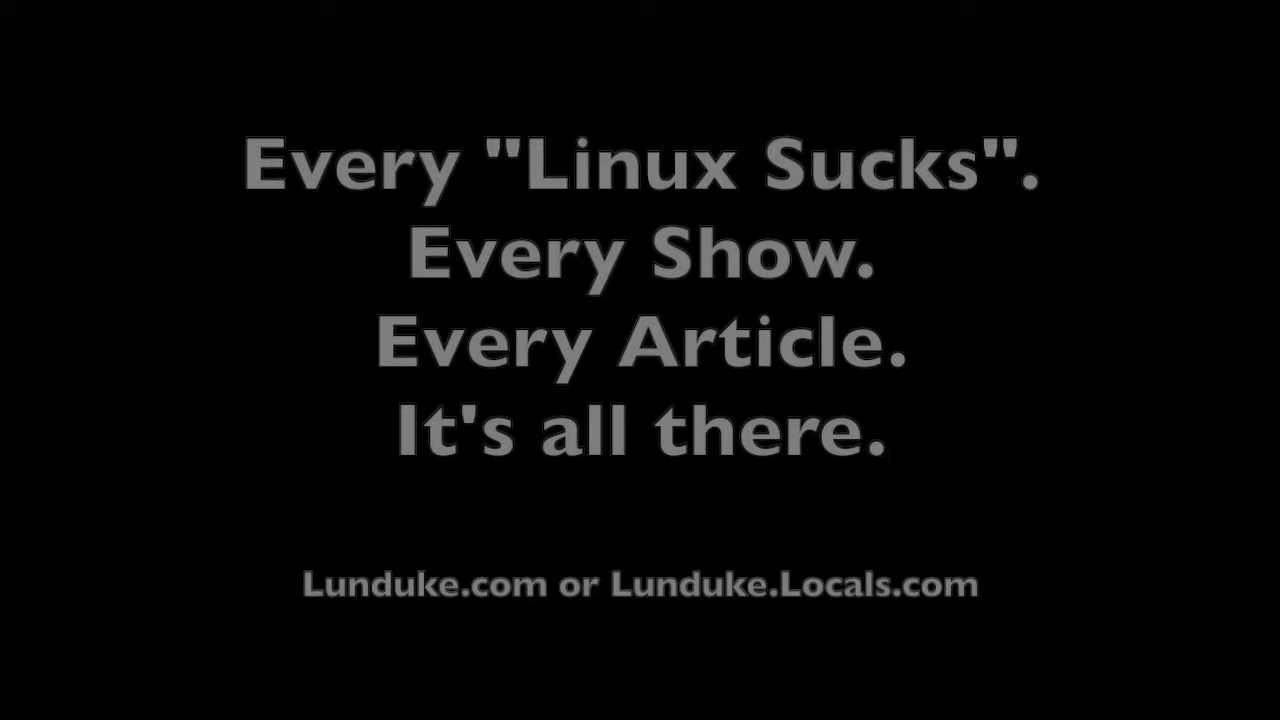 Every "Linux Sucks".
Every Show.
Every Article.
It's all there.
Lunduke.com or Lunduke.Locals.com